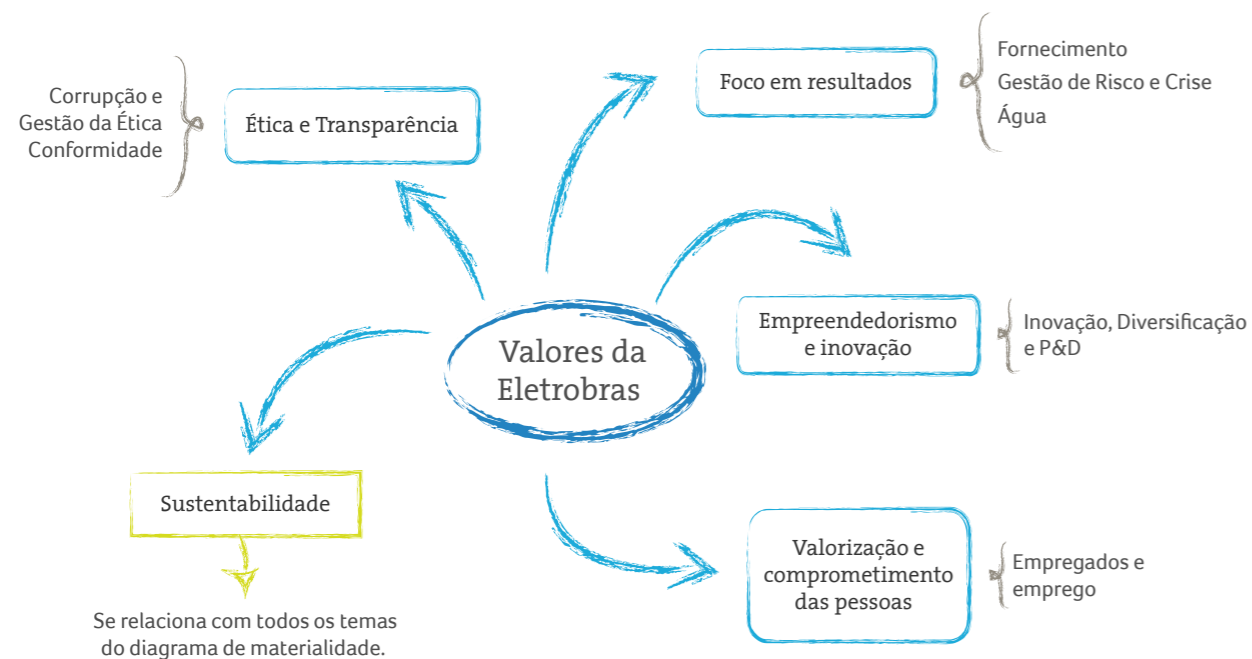 Corrupção e
Gestão da Ética
Conformidade
Ética e Transparência
Foco em resultados
Fornecimento
Gestão de Risco e Crise
Água
Valores da
Eletrobras
Empreendedorismo
e inovação
Inovação, Diversificação
e P&D
Sustentabilidade
Se relaciona com todos os temas
do diagrama de materialidade.
Valorização e
comprometimento
das pessoas
Empregados e
emprego